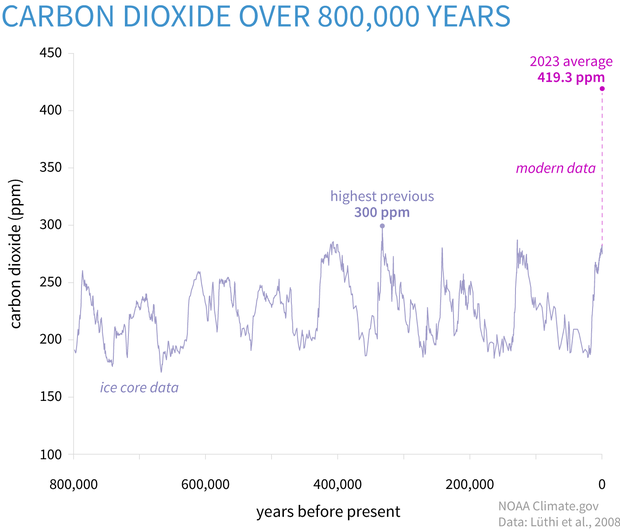 CARBON DIOXIDE OVER 800,000 YEARS
450
2023 average
419.3 ppm
400
350
modern data
highest previous
300 ppm
300
250
200
ice core data
150
100
carbon dioxide (ppm)
800,000
600,000
400,000
200,000
0
years before present
NOAA Climate.gov
Data: Lüthi et al., 2008